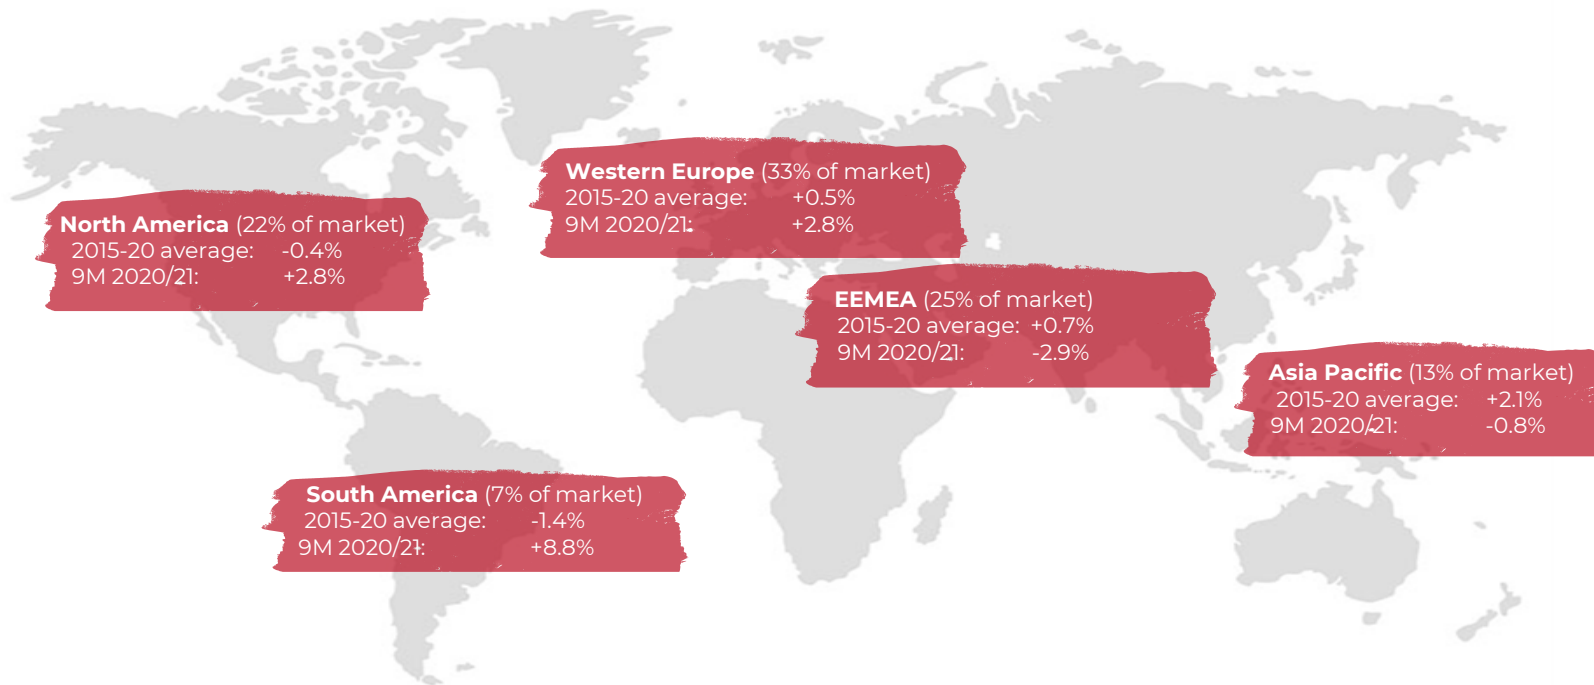 Western Europe (33% of market)
2015-20 average: +0.5%
9M 2020/21: +2.8%
North America (22% of market)
2015-20 average: -0.4%
9M 2020/21: +2.8%
EEMEA (25% of market)
2015-20 average: +0.7%
9M 2020/21: -2.9%
Asia Pacific (13% of market)
2015-20 average: +2.1%
9M 2020/21: -0.8%
South America (7% of market)
2015-20 average: -1.4%
9M 2020/21: +8.8%